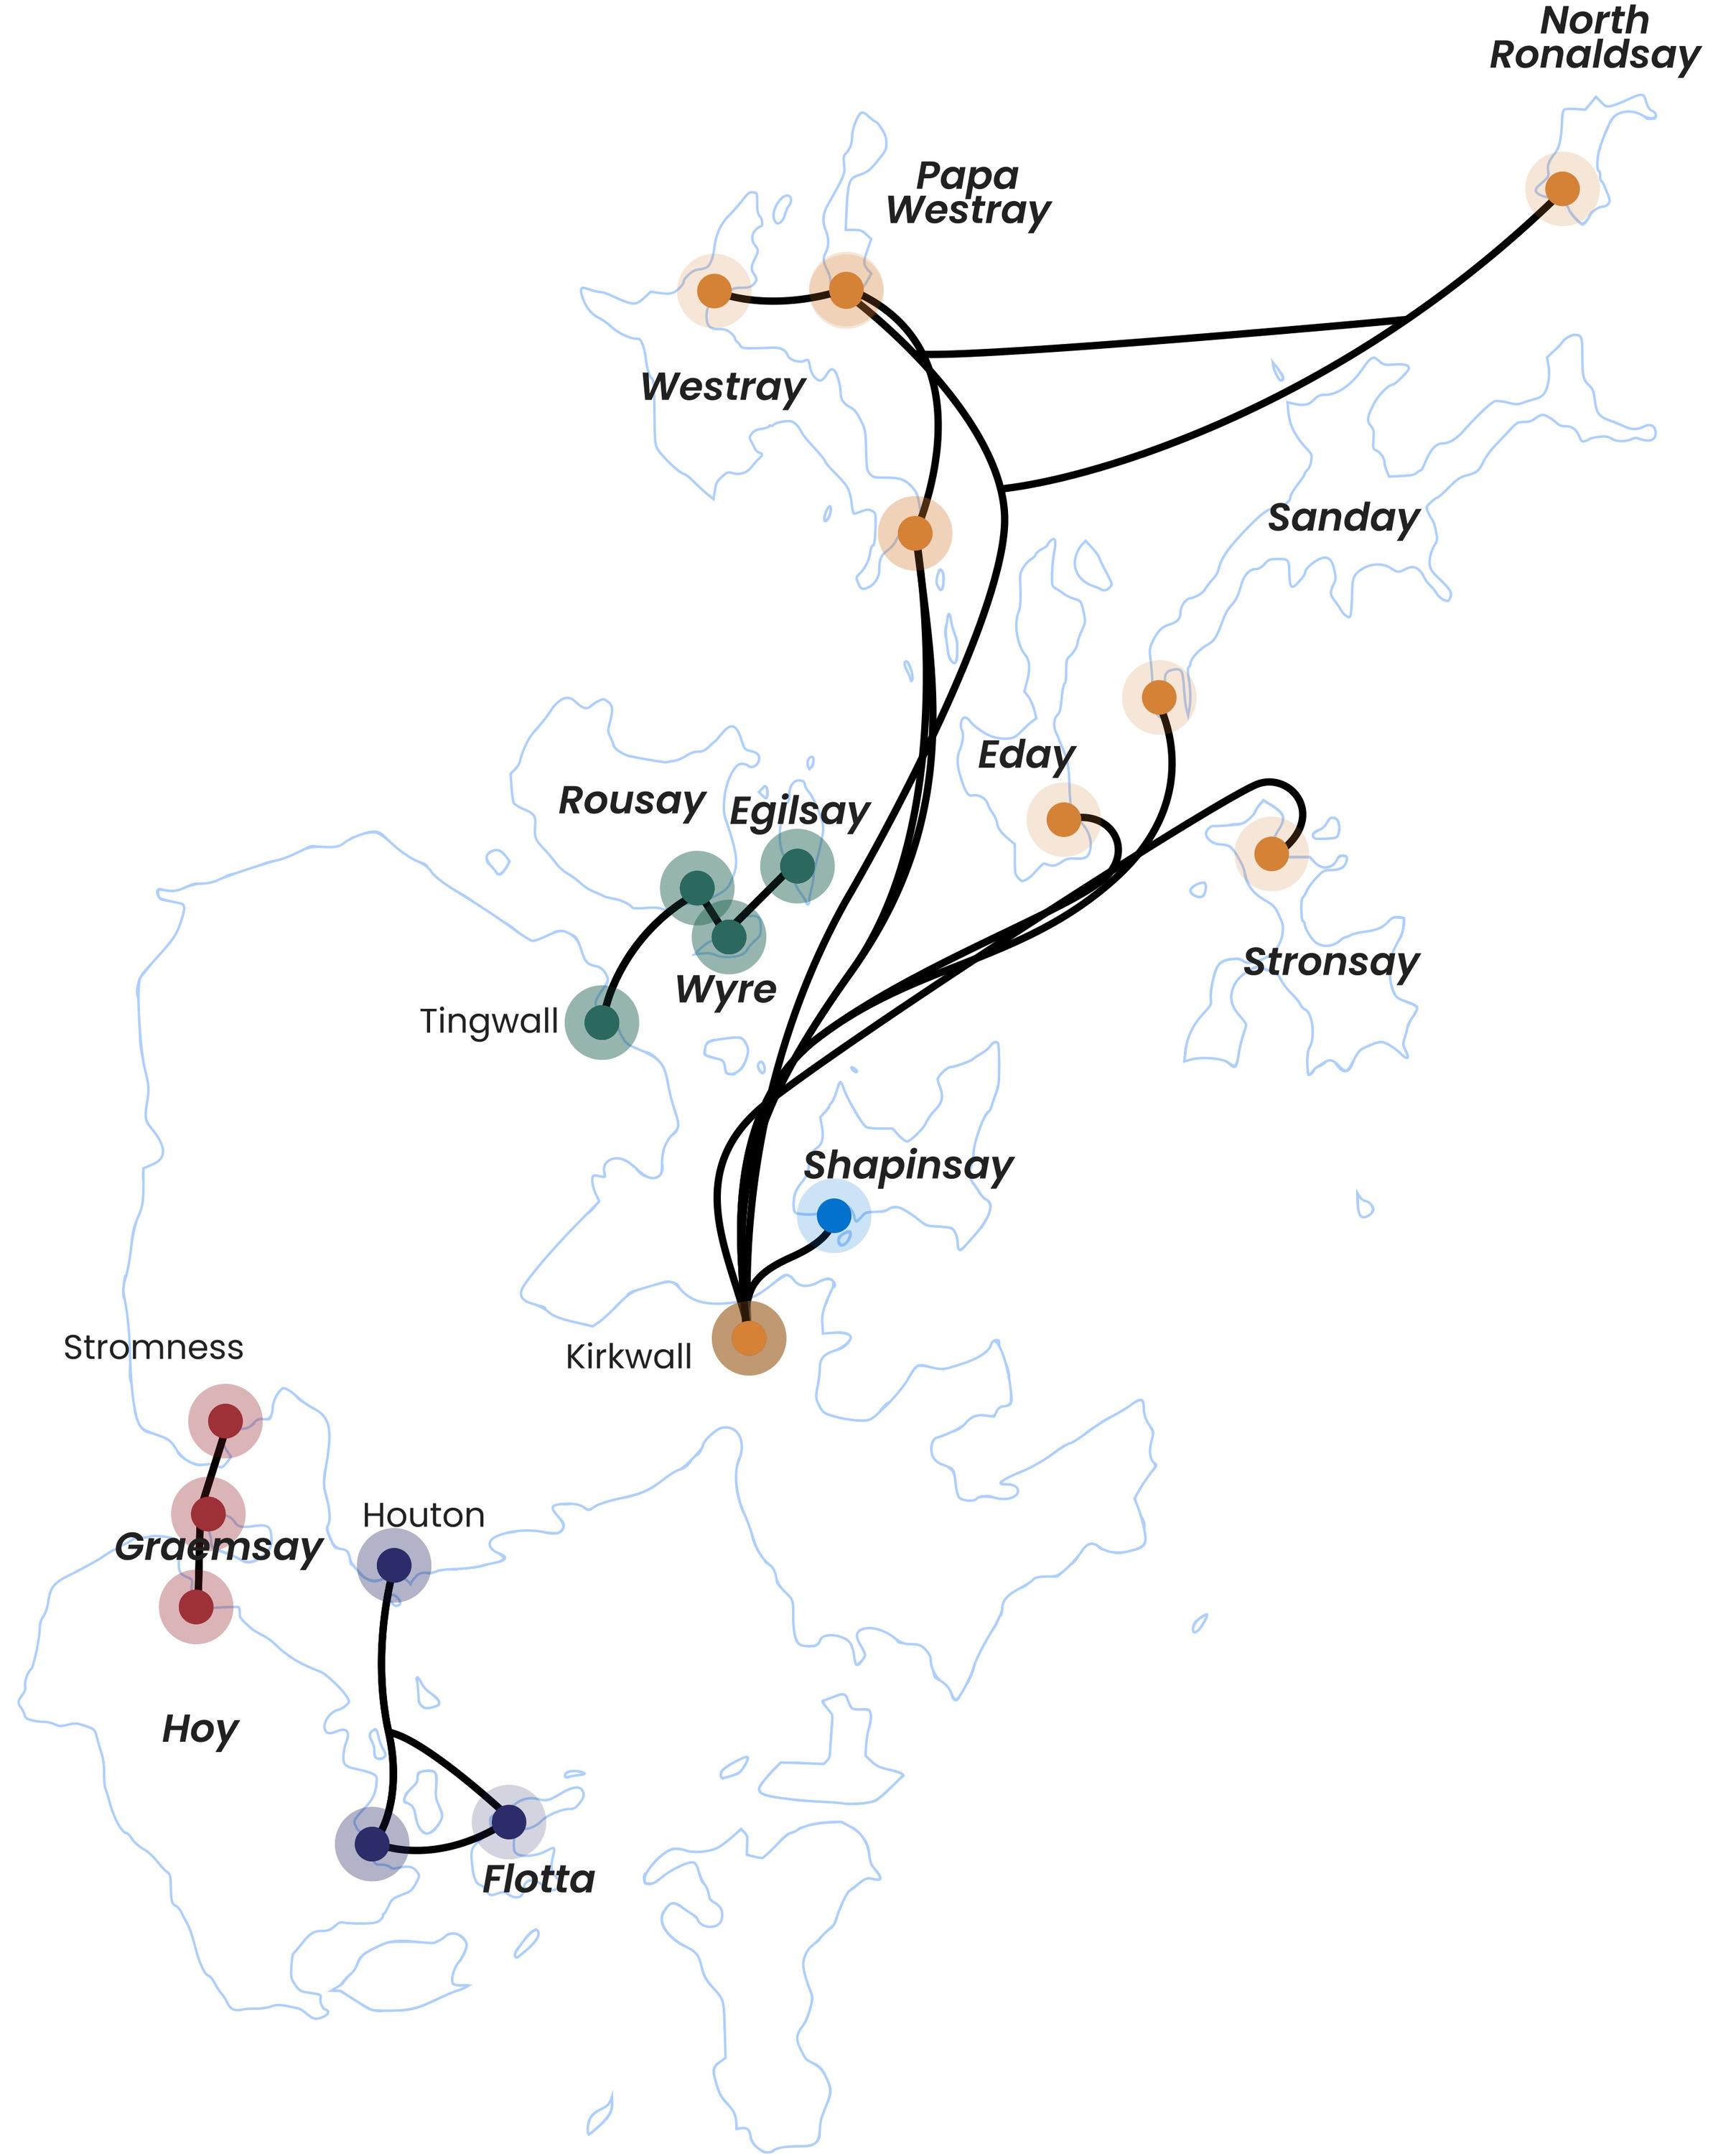 North
Ronaldsay
Papa
Westray
Westray
Sanday
Eday
Rousay
Egilsay
Stronsay
Wyre
Tingwall
Shapinsay
Stromness
Kirkwall
Houton
Graemsay
Hoy
Flotta